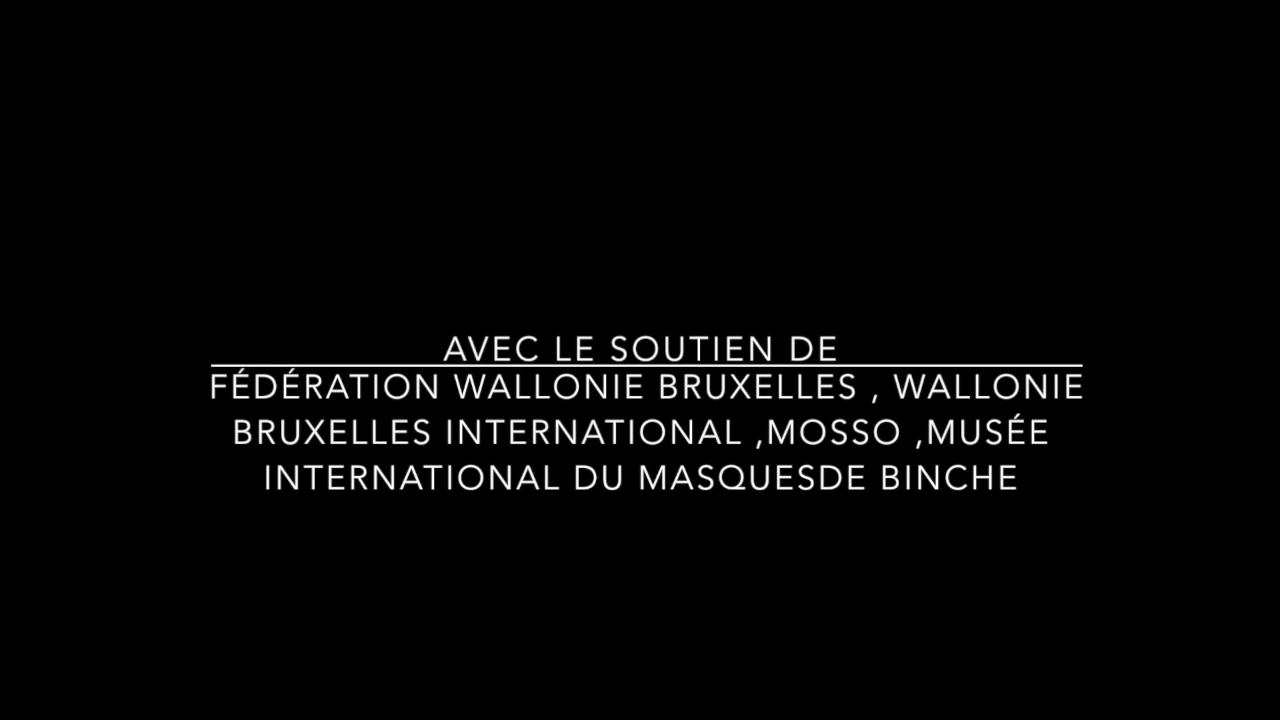 AVEC LE SOUTIEN DE
FÉDÉRATION WALLONIE BRUXELLES , WALLONIE
BRUXELLES INTERNATIONAL ,MOSSO ,MUSÉE
INTERNATIONAL DU MASQUESDE BINCHE